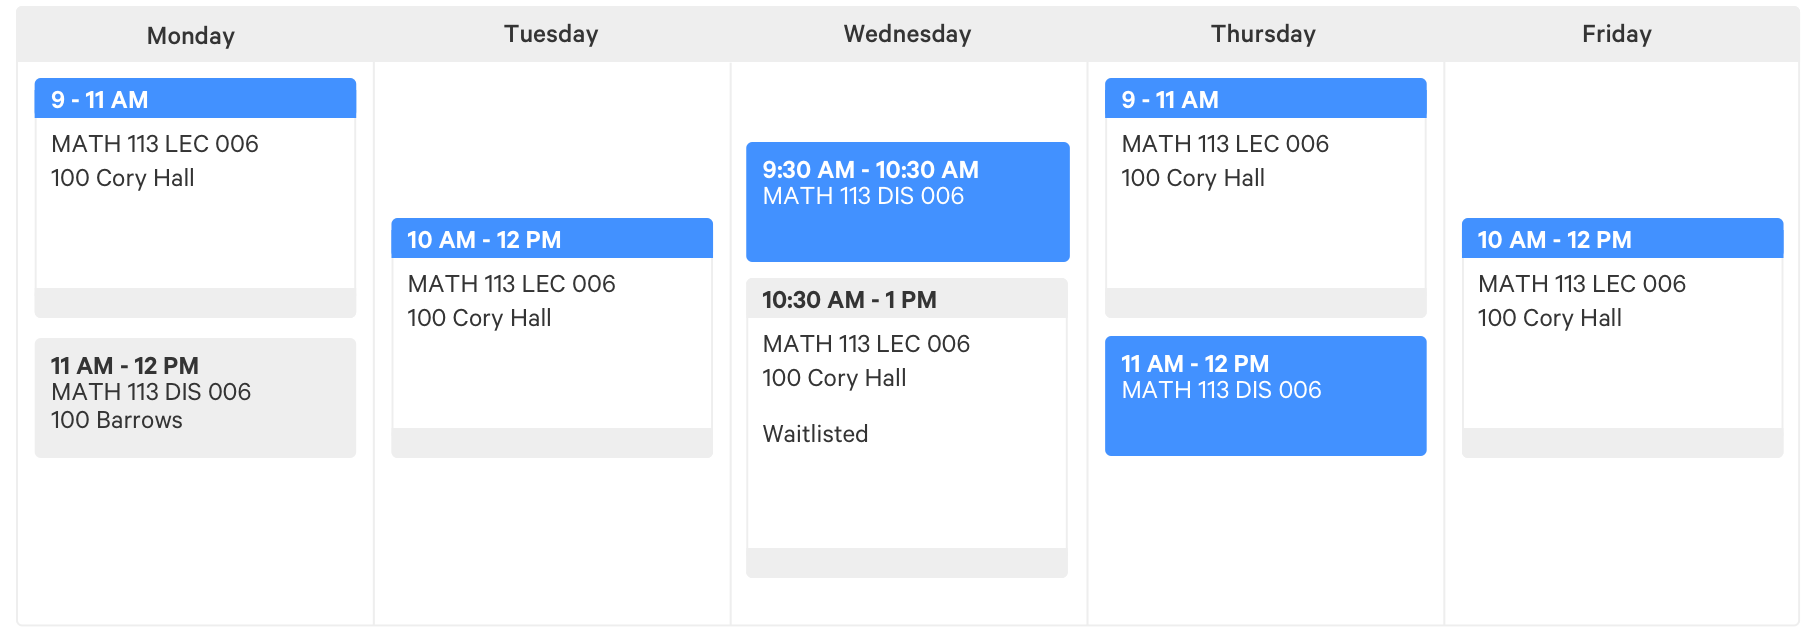 Monday
Tuesday
Wednesday
Thursday
Friday
9 - 11 AM
MATH 113 LEC 006
100 Cory Hall
11 AM - 12 PM
MATH 113 DIS 006
100 Barrows
10 AM - 12 PM
MATH 113 LEC 006
100 Cory Hall
9:30 AM - 10:30 AM
MATH 113 DIS 006
10:30 AM - 1 PM
MATH 113 LEC 006
100 Cory Hall
Waitlisted
9 - 11 AM
MATH 113 LEC 006
100 Cory Hall
11 AM - 12 PM
MATH 113 DIS 006
10 AM - 12 PM
MATH 113 LEC 006
100 Cory Hall